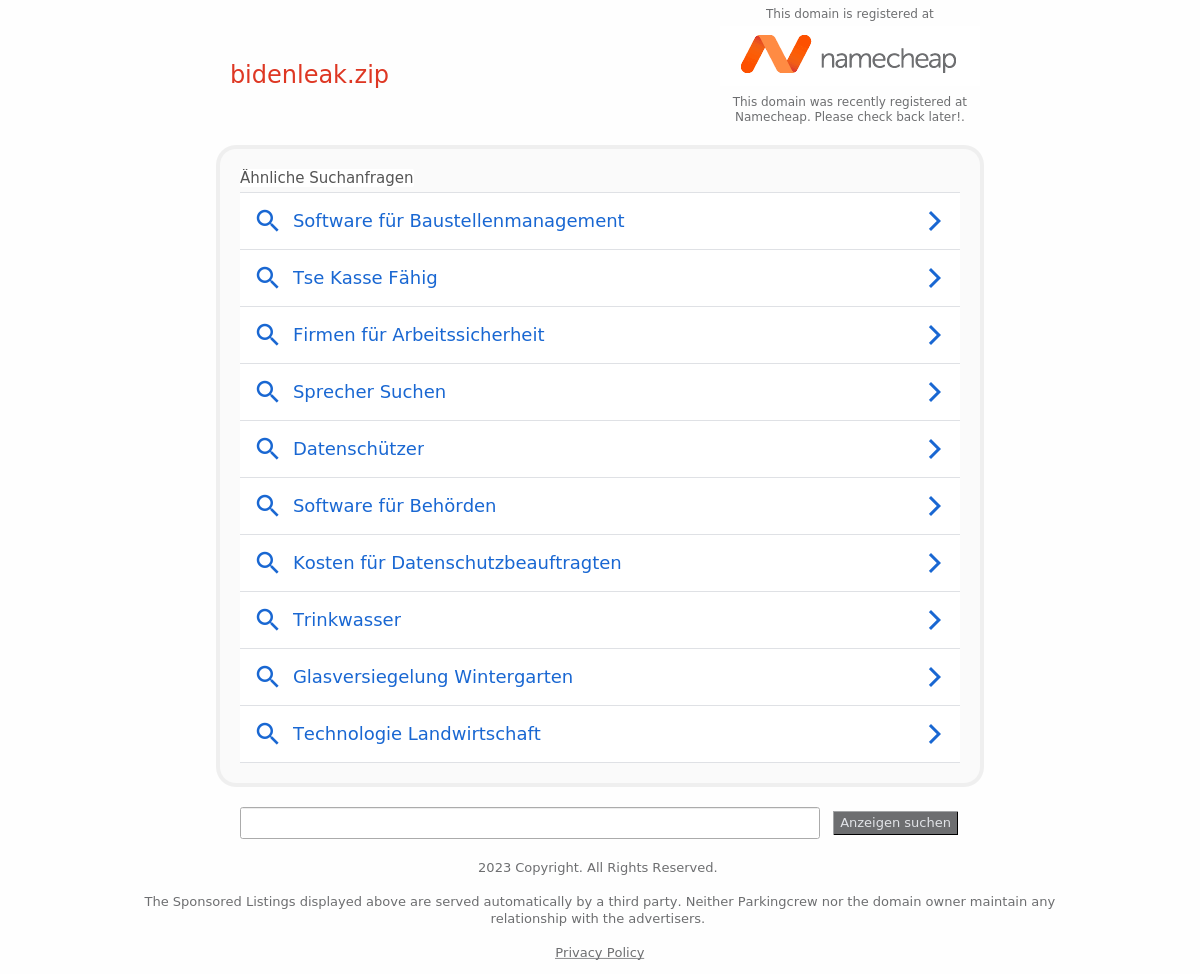 This domain is registered at
namecheap
bidenleak.zip
This domain was recently registered at
Namecheap. Please check back later!.
Ähnliche Suchanfragen
Software für Baustellenmanagement
Tse Kasse Fähig
Firmen für Arbeitssicherheit
Sprecher Suchen
Datenschützer
Software für Behörden
Kosten für Datenschutzbeauftragten
Trinkwasser
Glasversiegelung Wintergarten
Technologie Landwirtschaft
Anzeigen suchen
2023 Copyright. All Rights Reserved.
The Sponsored Listings displayed above are served automatically by a third party. Neither Parkingcrew nor the domain owner maintain any
relationship with the advertisers.
Privacy Policy